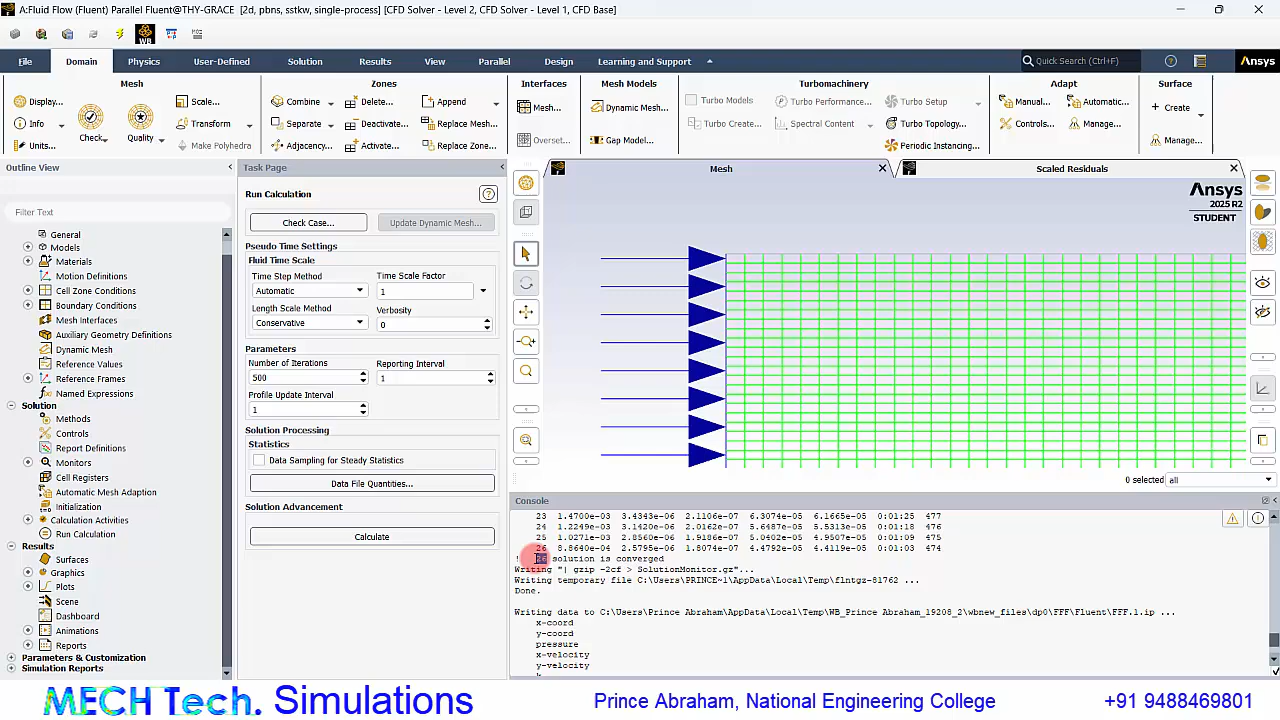 A:Fluid Flow (Fluent) Parallel Fluent@THY-GRACE [2d, pbns, sstkw, single-process] [CFD Solver - Level 2, CFD Solver - Level 1, CFD Base]
File Domain Physics User-Defined Solution Results View Parallel Design Learning and Support Quick Search (Ctrl+F) Ansys
Mesh Zones Interfaces Mesh Models Turbomachinery Adapt Surface
Display... Scale... Combine Delete... Append Mesh... Dynamic Mesh... Turbo Models Turbo Performance... Turbo Setup Manual... Automatic... Create
Info Check Quality Transform Separate Deactivate... Replace Mesh... Turbo Create... Spectral Content Turbo Topology... Controls... Manage...
Units... Make Polyhedra Adjacency... Activate... Replace Zone... Overset... Gap Model... Periodic Instancing... Manage...
Outline View
Filter Text
General
Models
Materials
Motion Definitions
Cell Zone Conditions
Boundary Conditions
Mesh Interfaces
Auxiliary Geometry Definitions
Dynamic Mesh
Reference Values
Reference Frames
Named Expressions
Solution
Methods
Controls
Report Definitions
Monitors
Cell Registers
Automatic Mesh Adaption
Initialization
Calculation Activities
Run Calculation
Results
Surfaces
Graphics
Plots
Scene
Dashboard
Animations
Reports
Parameters & Customization
Simulation Reports
Task Page
Run Calculation
Check Case... Update Dynamic Mesh...
Pseudo Time Settings
Fluid Time Scale
Time Step Method Time Scale Factor
Automatic 1
Length Scale Method Verbosity
Conservative 0
Parameters
Number of Iterations Reporting Interval
500 1
Profile Update Interval
1
Solution Processing
Statistics
Data Sampling for Steady Statistics
Data File Quantities...
Solution Advancement
Calculate
Mesh Scaled Residuals
Ansys
2025 R2
STUDENT
0 selected all
Console
23 1.4700e-03 3.4343e-06 2.1106e-07 6.3074e-05 6.1665e-05 0:01:25 477
24 1.2249e-03 3.1420e-06 2.0162e-07 5.6487e-05 5.5313e-05 0:01:18 476
25 1.0271e-03 2.8560e-06 1.9186e-07 5.0402e-05 4.9507e-05 0:01:09 475
26 8.8640e-04 2.5795e-06 1.8074e-07 4.4792e-05 4.4119e-05 0:01:03 474
! solution is converged
Writing "| gzip -2cf > SolutionMonitor.gz"...
Writing temporary file C:\Users\PRINCE~1\AppData\Local\Temp\flntgz-81762 ...
Done.
Writing data to C:\Users\Prince Abraham\AppData\Local\Temp\WB_Prince Abraham_19208_2\wbnew_files\dp0\FFF\Fluent\FFF.1.ip ...
x-coord
y-coord
pressure
x-velocity
y-velocity
MECH Tech. Simulations Prince Abraham, National Engineering College +91 9488469801